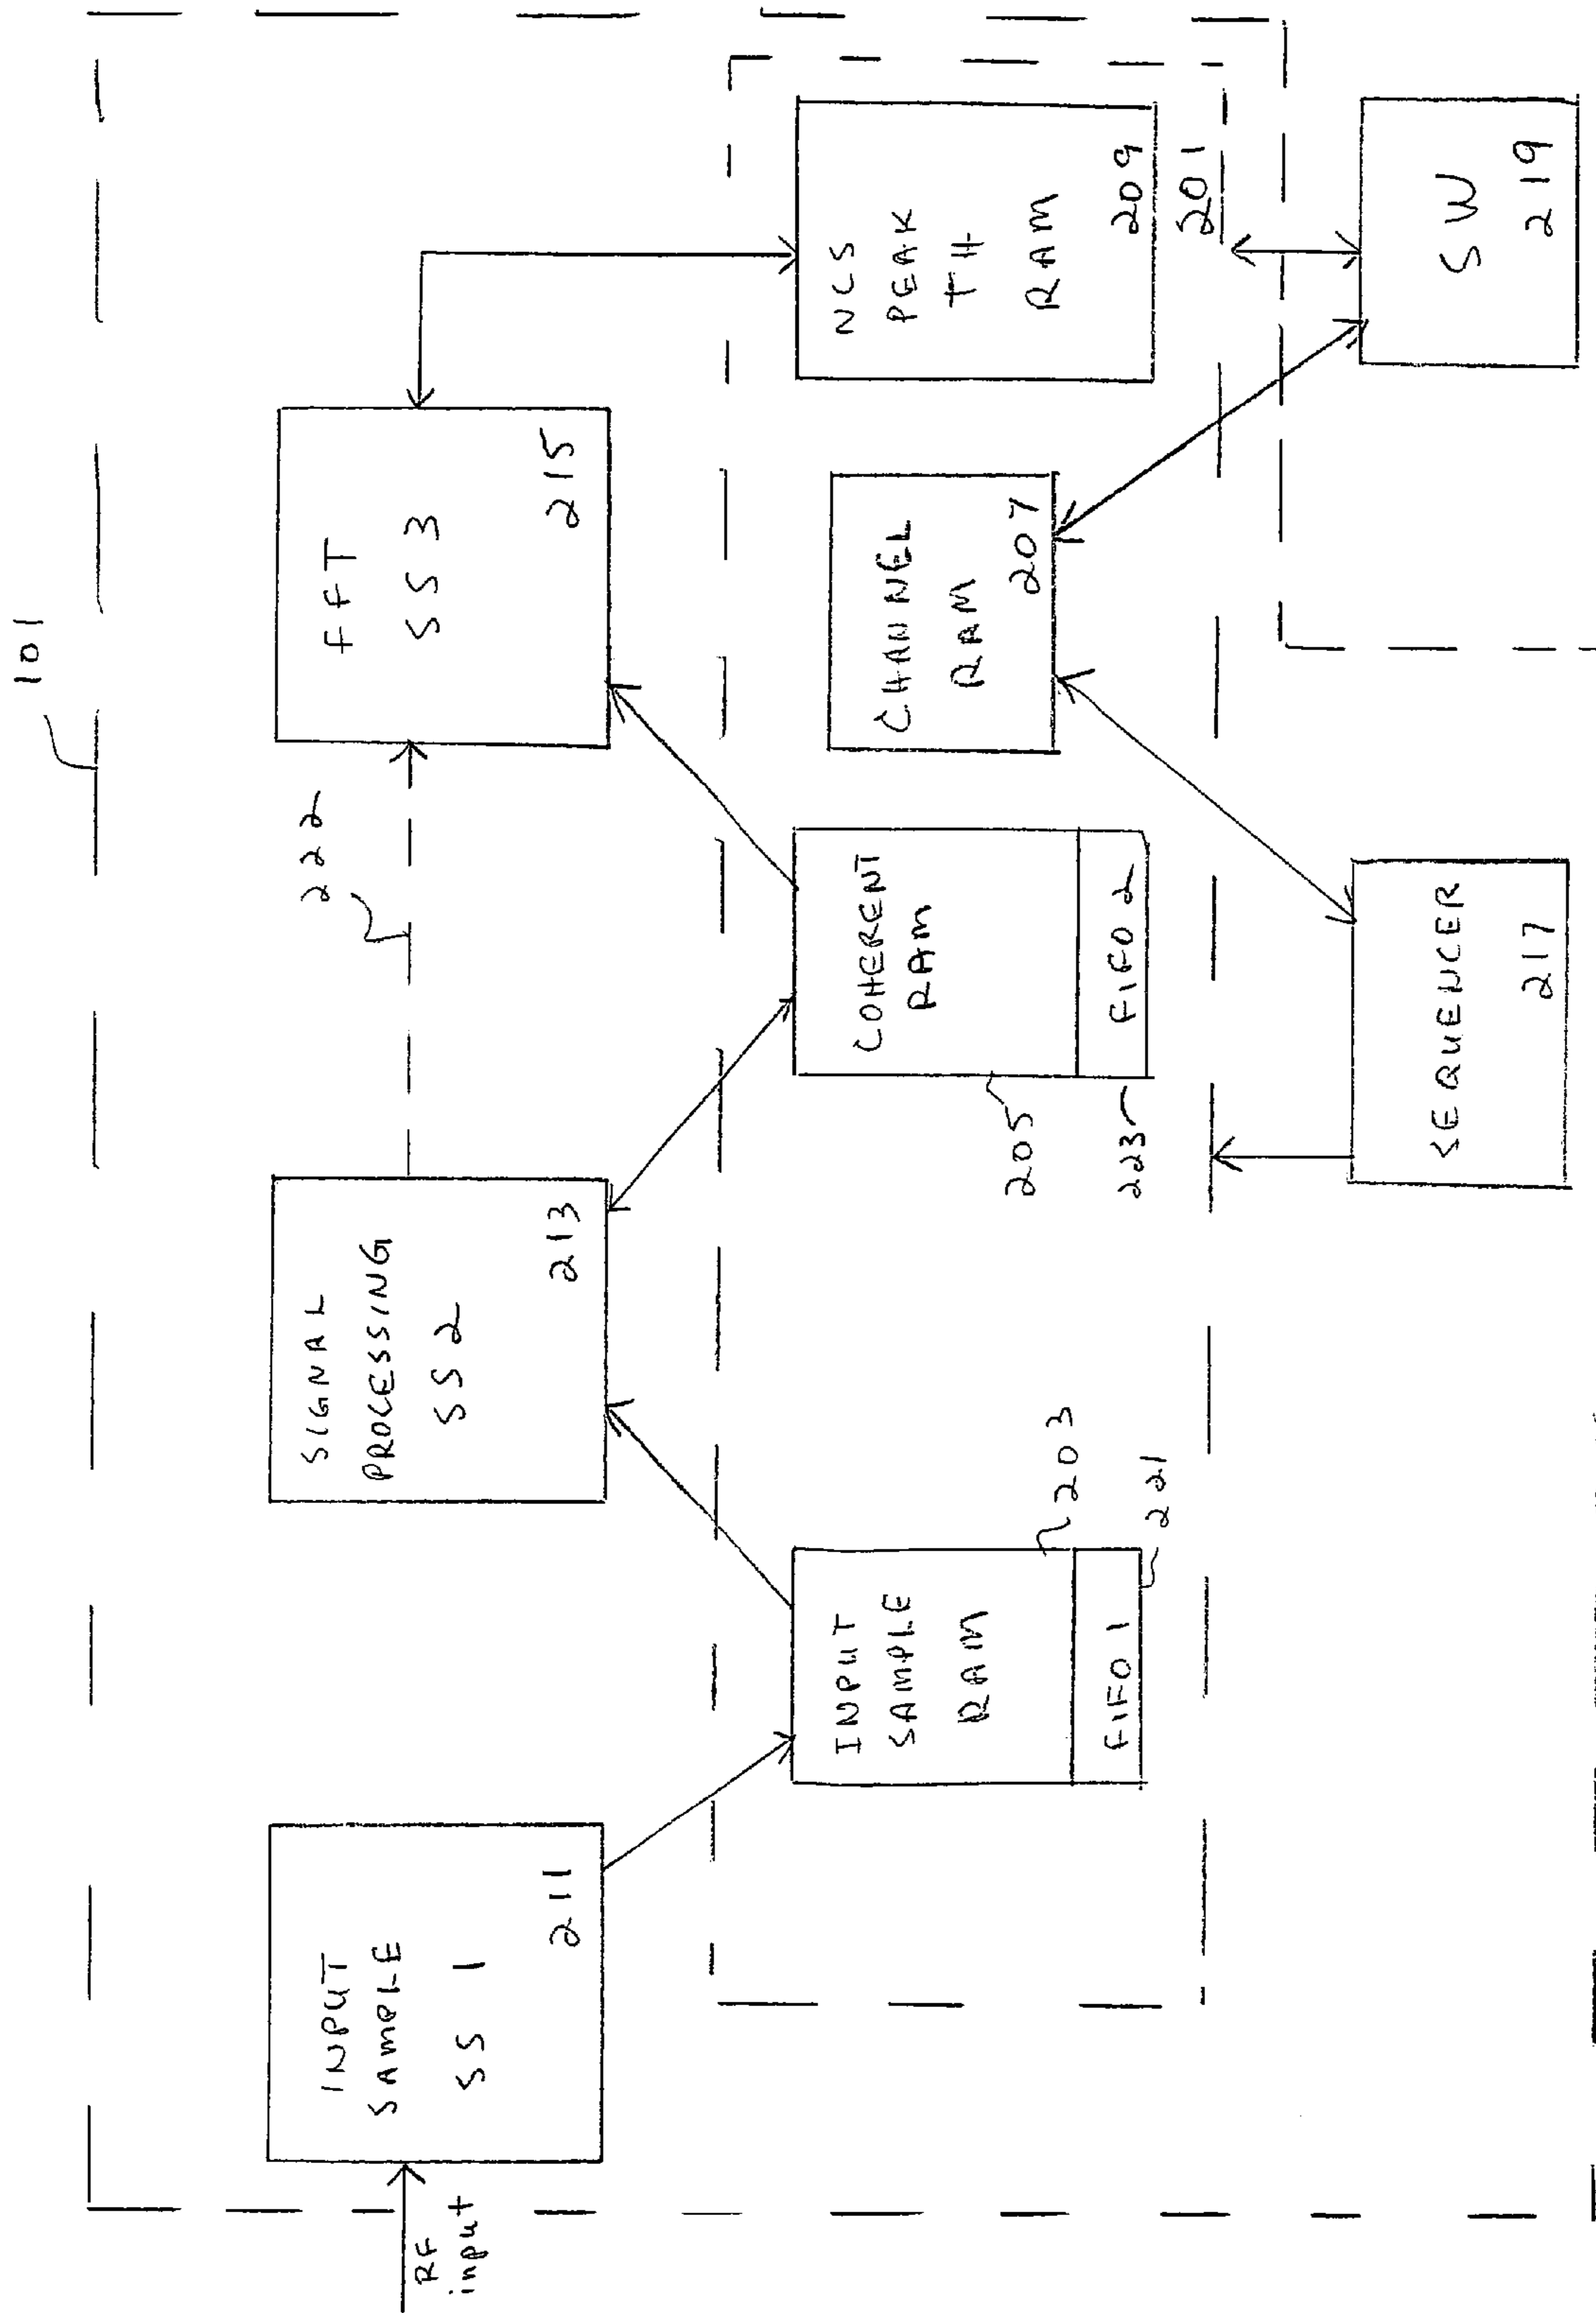 101
RF
input
INPUT
SAMPLE
SS 1
211
SIGNAL
PROCESSING
SS 2
213
222
FFT
SS 3
215
INPUT
SAMPLE
RAM
203
FIFO 1
221
COHERENT
RAM
205
FIFO 2
223
CHANNEL
RAM
207
NCS
PEAK
TH
RAM
209
201
SEQUENCER
217
SW
219